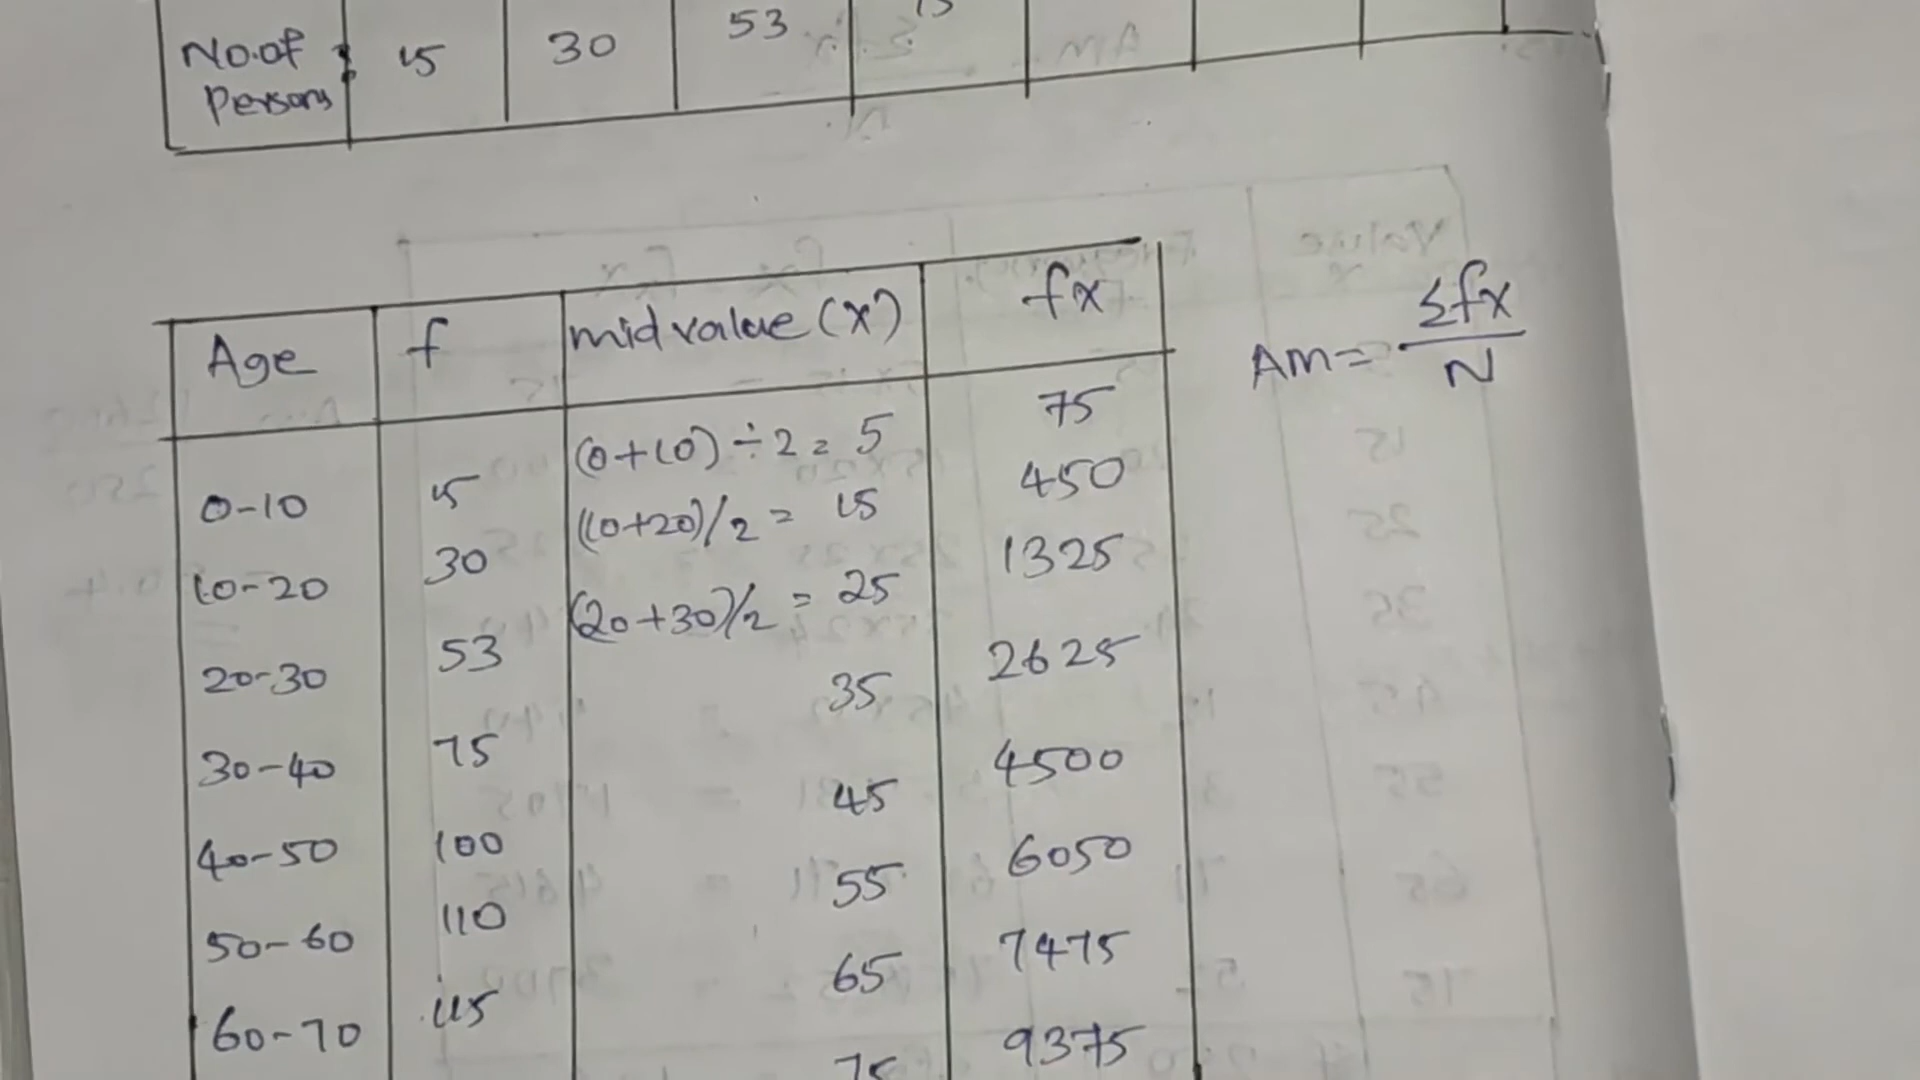 No.of 15 30 53 75
Persons
Age f mid value (x) fx
AM = Σfx
N
0-10 15 (0+10) ÷ 2 = 5 75
10-20 30 (10+20)/2 = 15 450
20-30 53 (20+30)/2 = 25 1325
30-40 75 35 2625
40-50 100 45 4500
50-60 110 55 6050
60-70 115 65 7475
75 9375